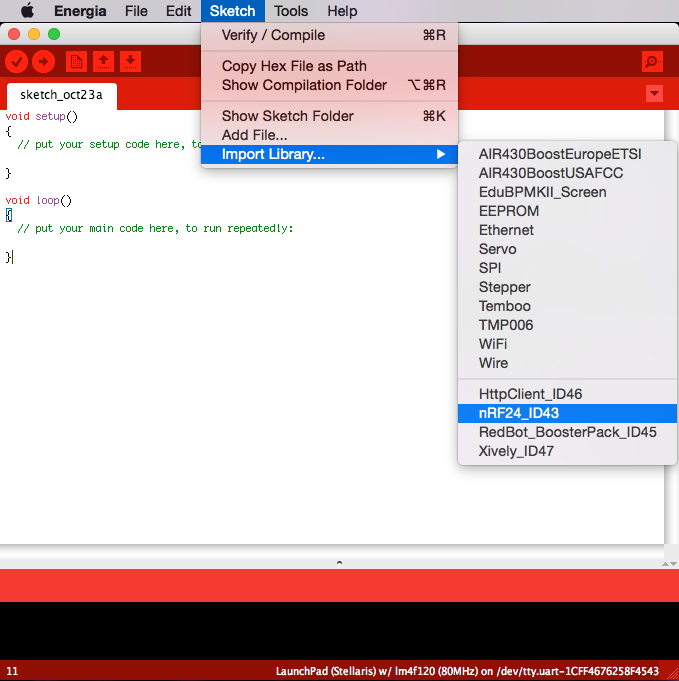 Energia File Edit Sketch Tools Help
Verify / Compile ⌘R
Copy Hex File as Path
Show Compilation Folder ⌥⌘R
Show Sketch Folder ⌘K
Add File...
Import Library...
sketch_oct23a
void setup()
{
// put your setup code here, to
}
void loop()
{
// put your main code here, to run repeatedly:
}
AIR430BoostEuropeETSI
AIR430BoostUSAFCC
EduBPMKII_Screen
EEPROM
Ethernet
Servo
SPI
Stepper
Temboo
TMP006
WiFi
Wire
HttpClient_ID46
nRF24_ID43
RedBot_BoosterPack_ID45
Xively_ID47
11 LaunchPad (Stellaris) w/ lm4f120 (80MHz) on /dev/tty.uart-1CFF4676258F4543